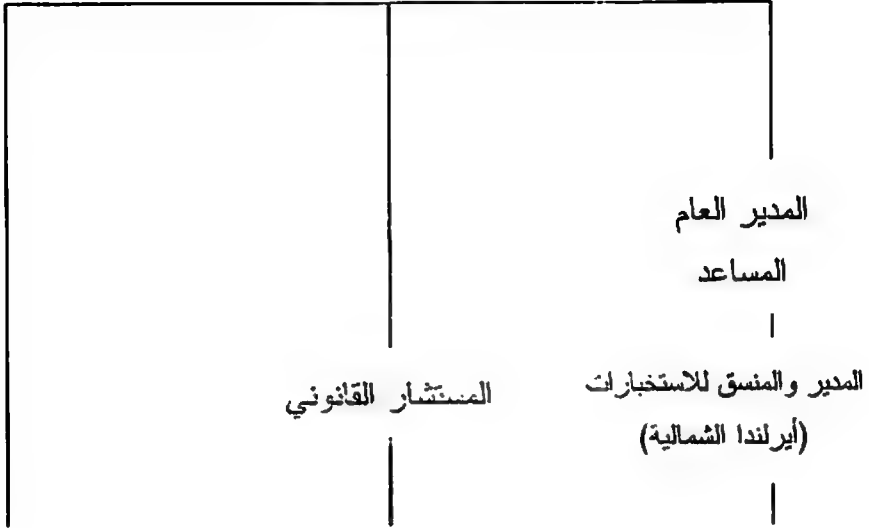 المدير العام
المساعد
المدير والمنسق للاستخبارات
(أيرلندا الشمالية)
المستشار القانوني